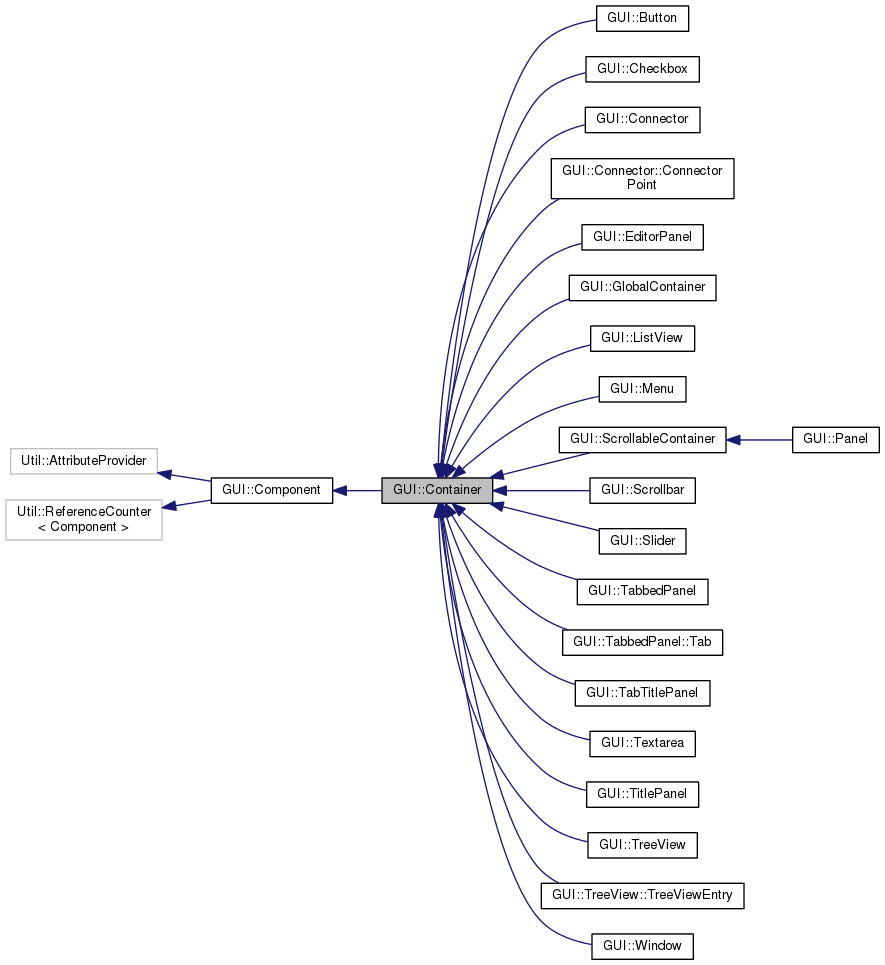 GUI::Button
GUI::Checkbox
GUI::Connector
GUI::Connector::Connector
Point
GUI::EditorPanel
GUI::GlobalContainer
GUI::ListView
GUI::Menu
GUI::ScrollableContainer
GUI::Panel
Util::AttributeProvider
GUI::Component
GUI::Container
GUI::Scrollbar
Util::ReferenceCounter
< Component >
GUI::Slider
GUI::TabbedPanel
GUI::TabbedPanel::Tab
GUI::TabTitlePanel
GUI::Textarea
GUI::TitlePanel
GUI::TreeView
GUI::TreeView::TreeViewEntry
GUI::Window